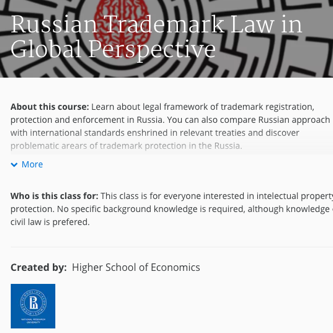 Russian Trademark Law in
Global Perspective
About this course: Learn about legal framework of trademark registration,
protection and enforcement in Russia. You can also compare Russian approach
with international standards enshrined in relevant treaties and discover
problematic arears of trademark protection in the Russia.
More
Who is this class for: This class is for everyone interested in intelectual property
protection. No specific background knowledge is required, although knowledge
civil law is prefered.
Created by: Higher School of Economics